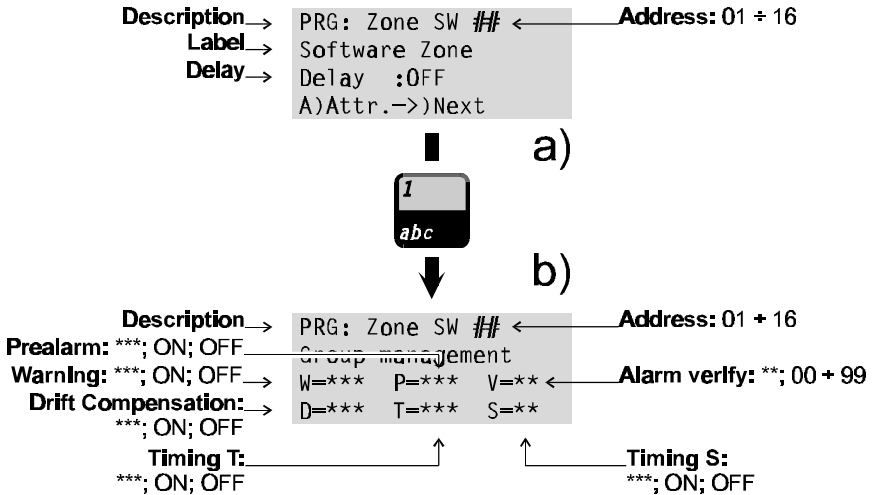 Description
Label
Delay
PRG: Zone SW ##
Software Zone
Delay :OFF
A)Attr.—>)Next
Address: 01 ÷ 16
a)
1
abc
b)
Description
Prealarm: ***; ON; OFF
Warning: ***; ON; OFF
Drift Compensation:
***; ON; OFF
PRG: Zone SW ##
Group management
W=*** P=*** V=**
D=*** T=*** S=**
Address: 01 ÷ 16
Alarm verify: **; 00 ÷ 99
Timing T:
***; ON; OFF
Timing S:
***; ON; OFF